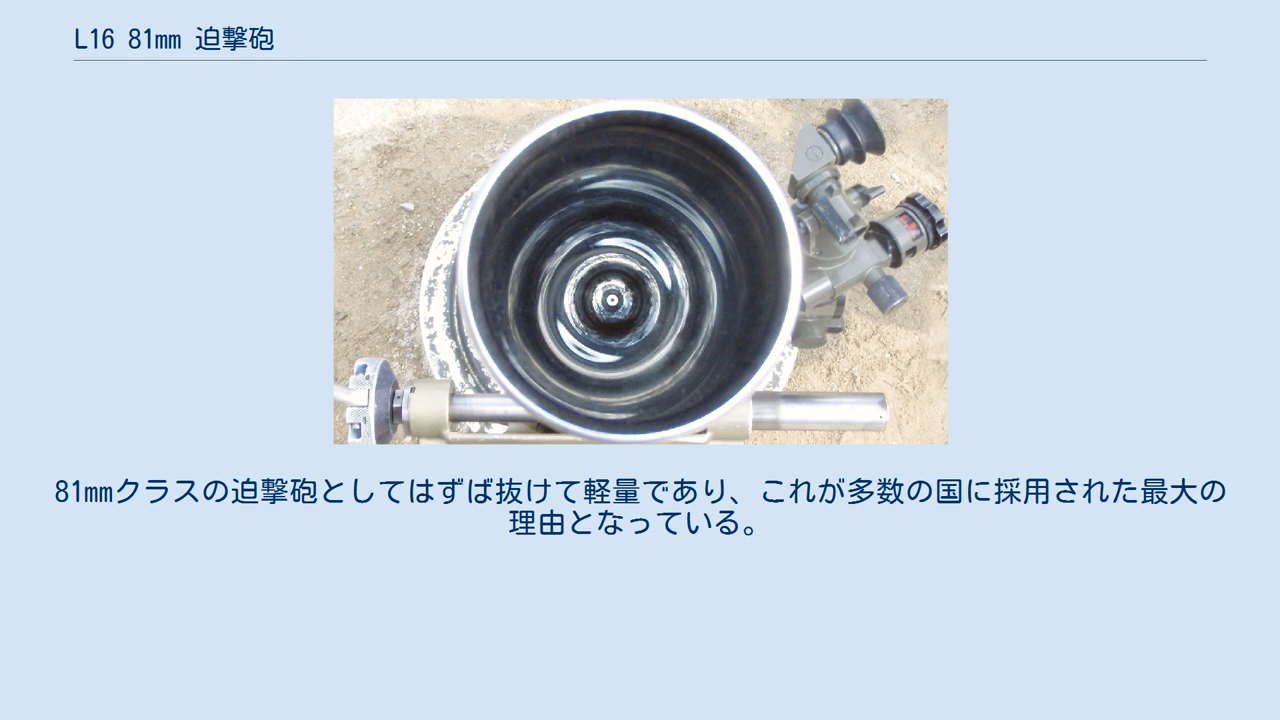 L16 81mm 迫撃砲
81mmクラスの迫撃砲としてはずば抜けて軽量であり、これが多数の国に採用された最大の
理由となっている。